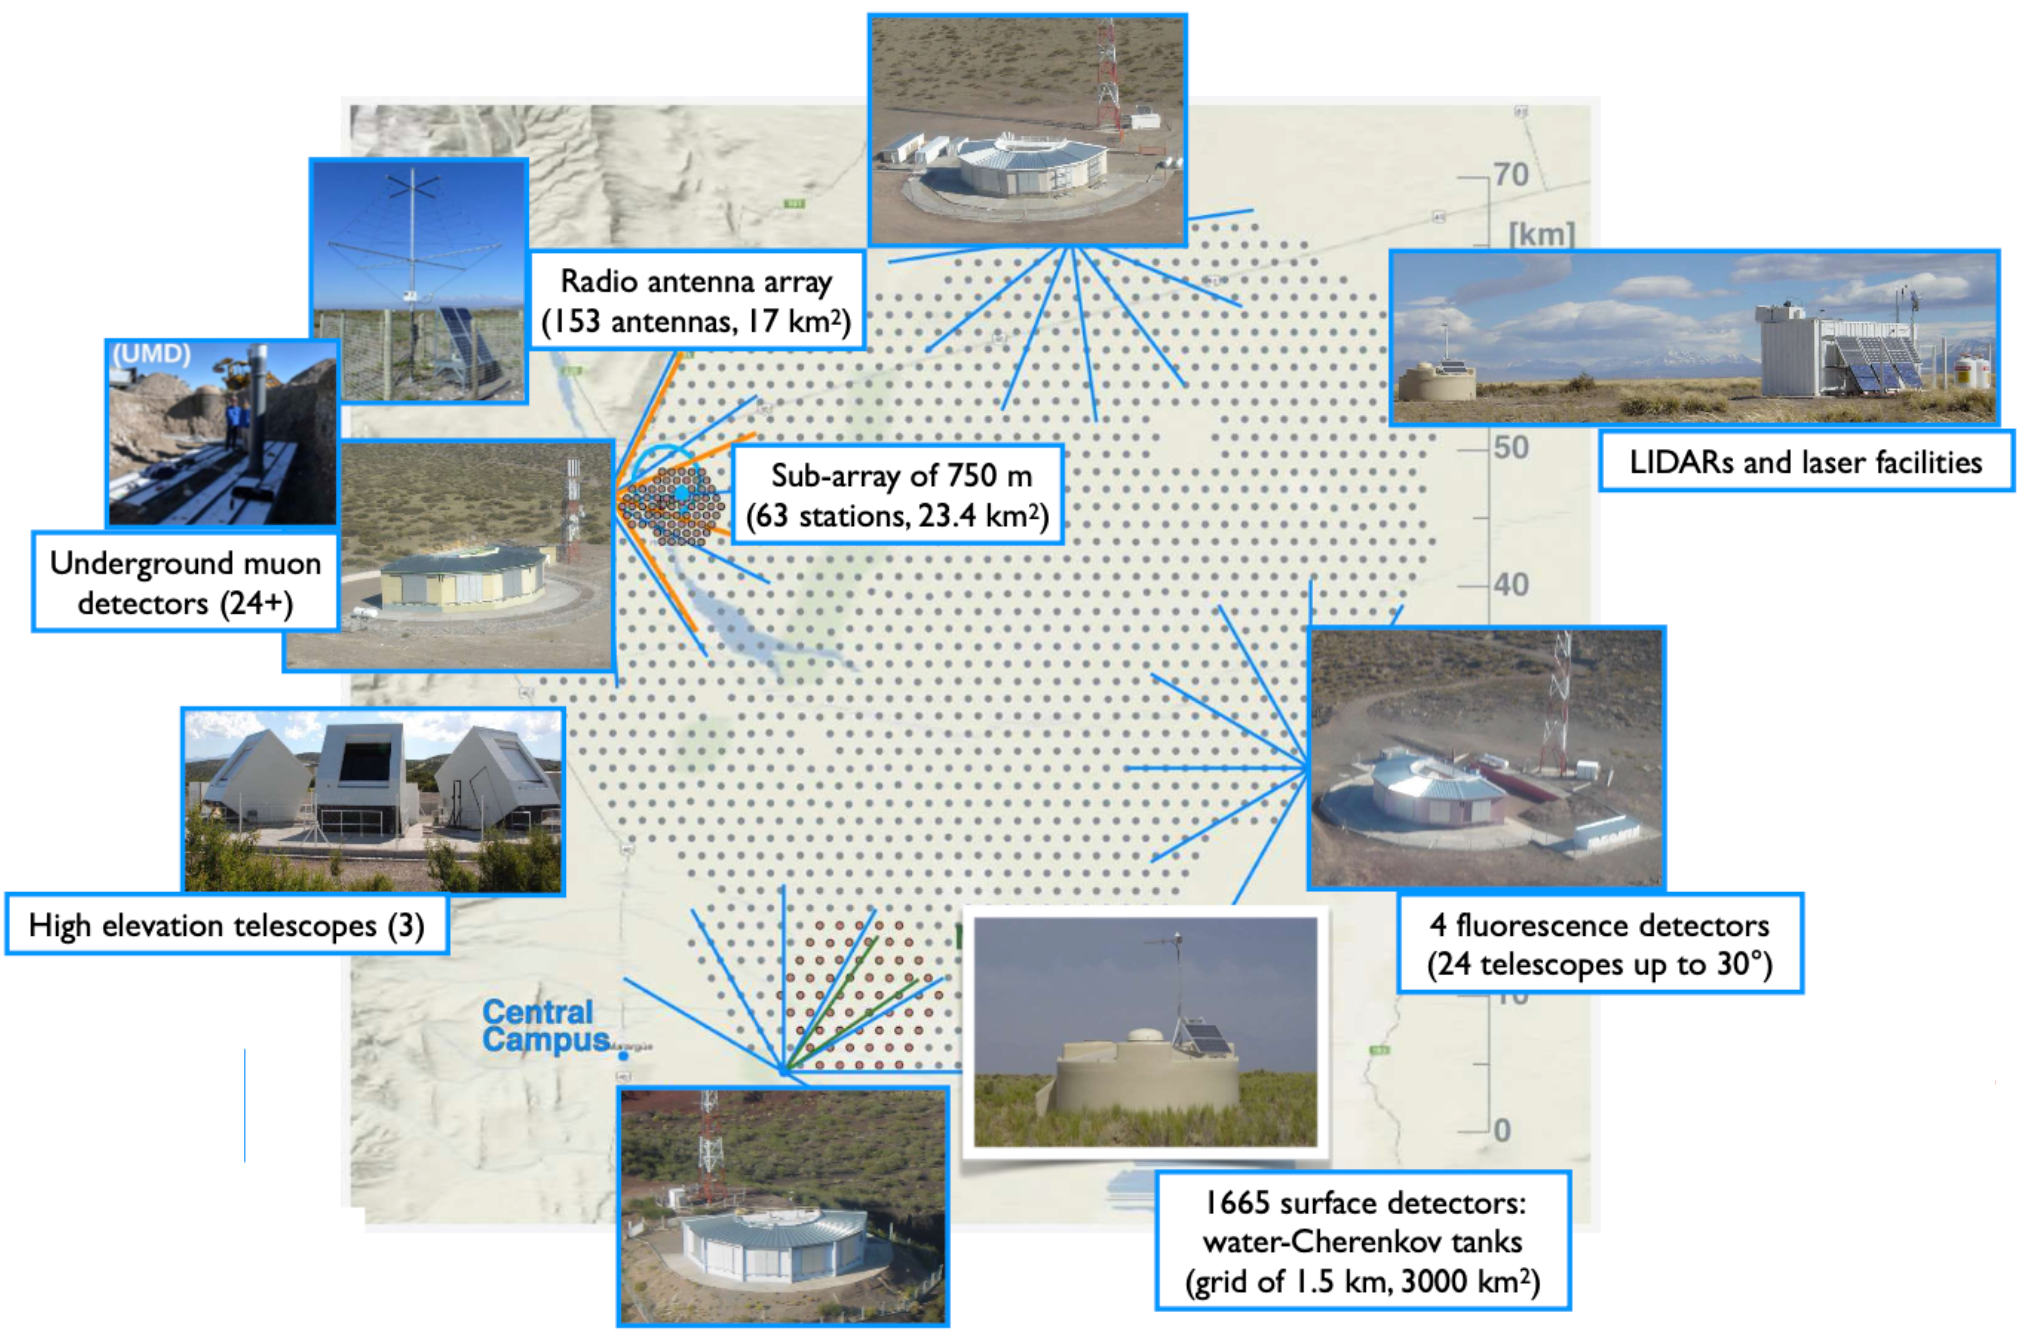 70
[km]
Radio antenna array
(153 antennas, 17 km²)
(UMD)
50
LIDARs and laser facilities
Sub-array of 750 m
(63 stations, 23.4 km²)
Underground muon
detectors (24+)
40
High elevation telescopes (3)
4 fluorescence detectors
(24 telescopes up to 30°)
10
Central
Campus
0
1665 surface detectors:
water-Cherenkov tanks
(grid of 1.5 km, 3000 km²)